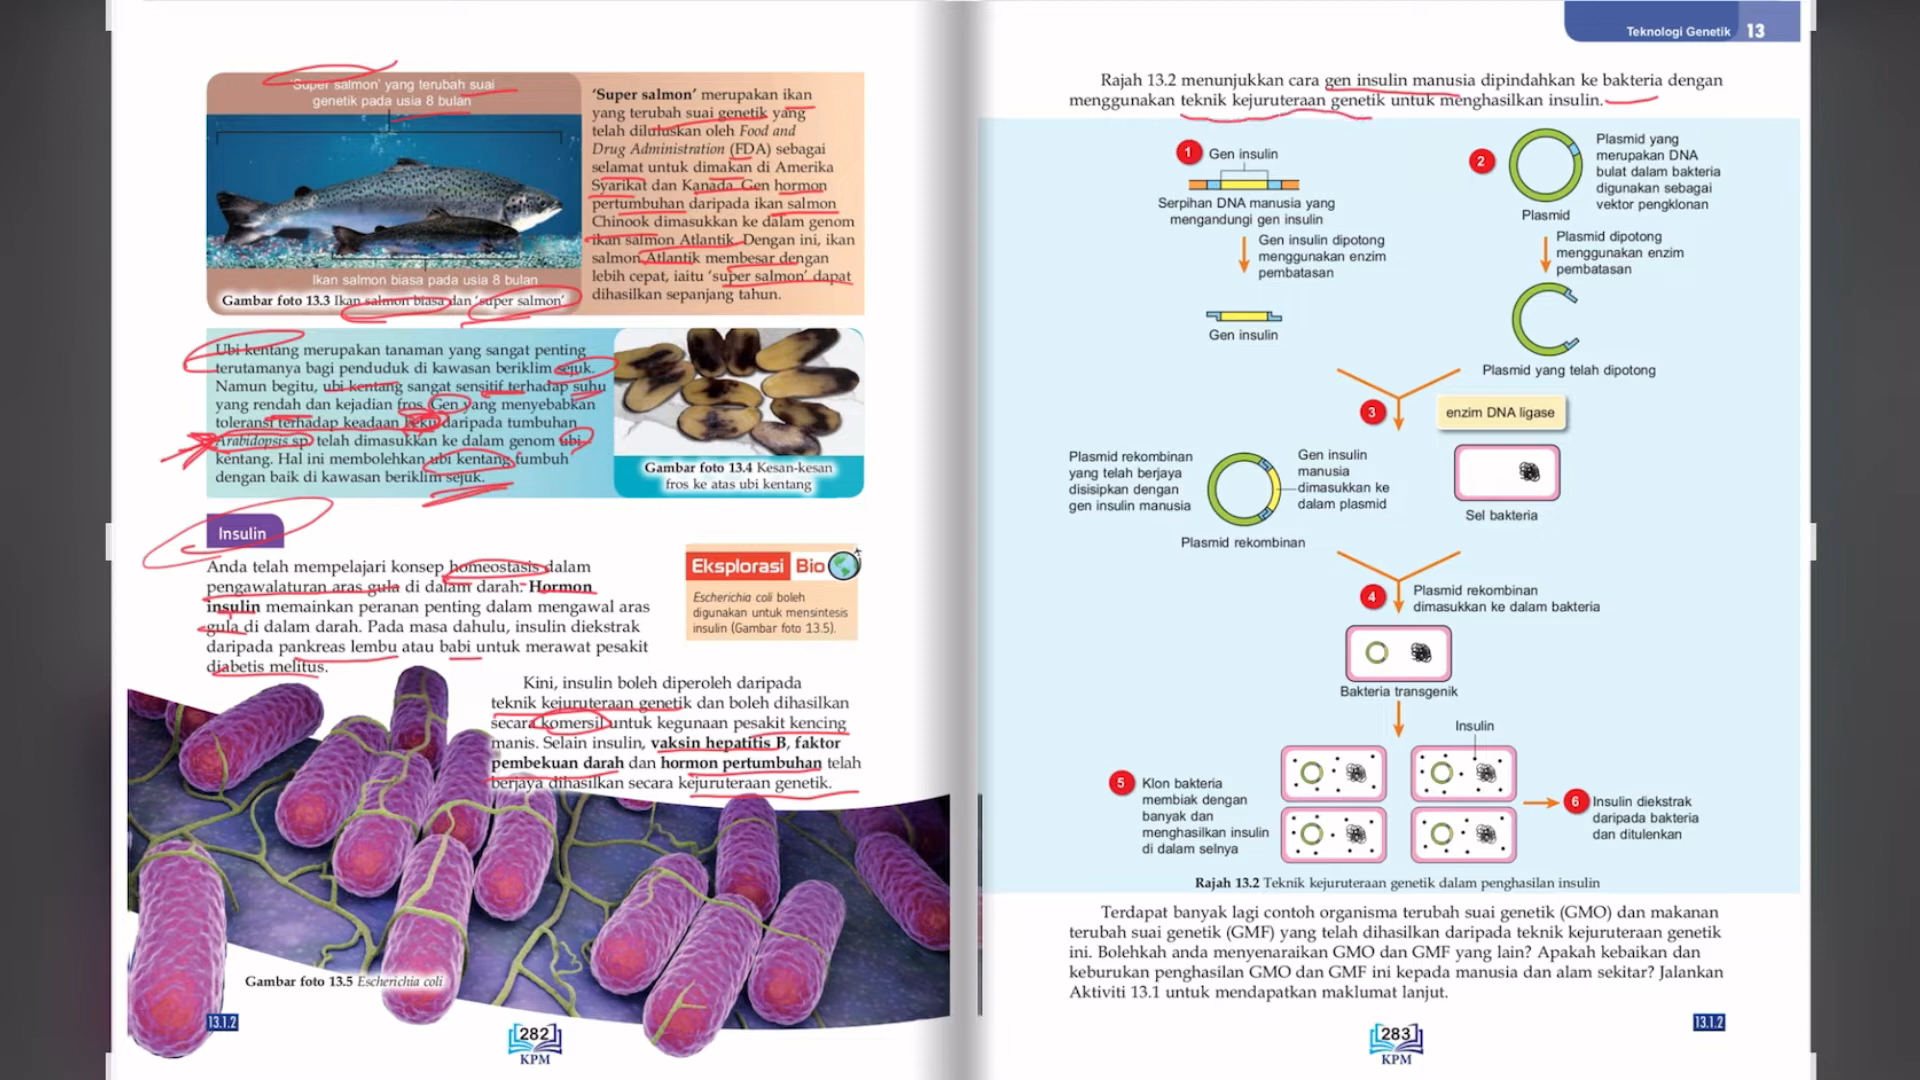 'Super salmon' yang terubah suai
genetik pada usia 8 bulan
Ikan salmon biasa pada usia 8 bulan
Gambar foto 13.3 Ikan salmon biasa dan 'super salmon'
'Super salmon' merupakan ikan
yang terubah suai genetik yang
telah diluluskan oleh Food and
Drug Administration (FDA) sebagai
selamat untuk dimakan di Amerika
Syarikat dan Kanada. Gen hormon
pertumbuhan daripada ikan salmon
Chinook dimasukkan ke dalam genom
ikan salmon Atlantik. Dengan ini, ikan
salmon Atlantik membesar dengan
lebih cepat, iaitu 'super salmon' dapat
dihasilkan sepanjang tahun.
Ubi kentang merupakan tanaman yang sangat penting
terutamanya bagi penduduk di kawasan beriklim sejuk.
Namun begitu, ubi kentang sangat sensitif terhadap suhu
yang rendah dan kejadian fros. Gen yang menyebabkan
toleransi terhadap keadaan beku daripada tumbuhan
Arabidopsis sp. telah dimasukkan ke dalam genom ubi
kentang. Hal ini membolehkan ubi kentang tumbuh
dengan baik di kawasan beriklim sejuk.
Gambar foto 13.4 Kesan-kesan
fros ke atas ubi kentang
Insulin
Anda telah mempelajari konsep homeostasis dalam
pengawalaturan aras gula di dalam darah. Hormon
insulin memainkan peranan penting dalam mengawal aras
gula di dalam darah. Pada masa dahulu, insulin diekstrak
daripada pankreas lembu atau babi untuk merawat pesakit
diabetis melitus.
Eksplorasi Bio
Escherichia coli boleh
digunakan untuk mensintesis
insulin (Gambar foto 13.5).
Kini, insulin boleh diperoleh daripada
teknik kejuruteraan genetik dan boleh dihasilkan
secara komersil untuk kegunaan pesakit kencing
manis. Selain insulin, vaksin hepatitis B, faktor
pembekuan darah dan hormon pertumbuhan telah
berjaya dihasilkan secara kejuruteraan genetik.
Gambar foto 13.5 Escherichia coli
13.1.2
282
KPM
Teknologi Genetik 13
Rajah 13.2 menunjukkan cara gen insulin manusia dipindahkan ke bakteria dengan
menggunakan teknik kejuruteraan genetik untuk menghasilkan insulin.
1
Gen insulin
Serpihan DNA manusia yang
mengandungi gen insulin
Gen insulin dipotong
menggunakan enzim
pembatasan
Gen insulin
2
Plasmid yang
merupakan DNA
bulat dalam bakteria
digunakan sebagai
vektor pengklonan
Plasmid
Plasmid dipotong
menggunakan enzim
pembatasan
Plasmid yang telah dipotong
3
enzim DNA ligase
Plasmid rekombinan
yang telah berjaya
disisipkan dengan
gen insulin manusia
Gen insulin
manusia
dimasukkan ke
dalam plasmid
Plasmid rekombinan
Sel bakteria
4
Plasmid rekombinan
dimasukkan ke dalam bakteria
Bakteria transgenik
Insulin
5
Klon bakteria
membiak dengan
banyak dan
menghasilkan insulin
di dalam selnya
6
Insulin diekstrak
daripada bakteria
dan ditulenkan
Rajah 13.2 Teknik kejuruteraan genetik dalam penghasilan insulin
Terdapat banyak lagi contoh organisma terubah suai genetik (GMO) dan makanan
terubah suai genetik (GMF) yang telah dihasilkan daripada teknik kejuruteraan genetik
ini. Bolehkah anda menyenaraikan GMO dan GMF yang lain? Apakah kebaikan dan
keburukan penghasilan GMO dan GMF ini kepada manusia dan alam sekitar? Jalankan
Aktiviti 13.1 untuk mendapatkan maklumat lanjut.
283
KPM
13.1.2